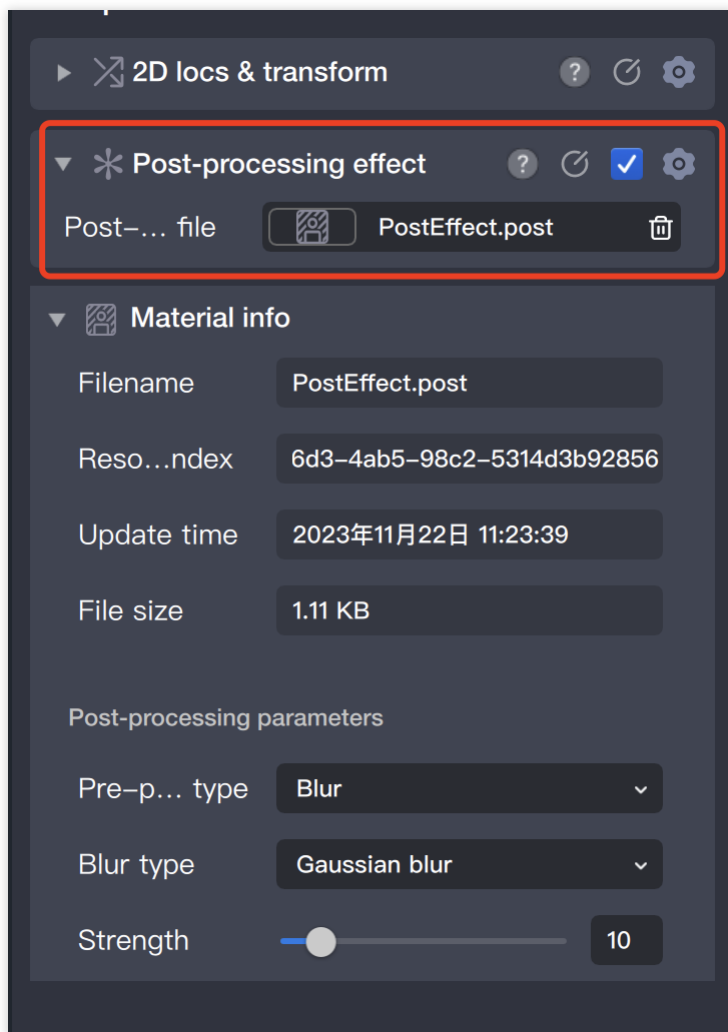 2D locs & transform ?
Post-processing effect ?
Post–... file PostEffect.post
Material info
Filename PostEffect.post
Reso...ndex 6d3–4ab5–98c2–5314d3b92856
Update time 2023年11月22日 11:23:39
File size 1.11 KB
Post-processing parameters
Pre–p... type Blur
Blur type Gaussian blur
Strength 10